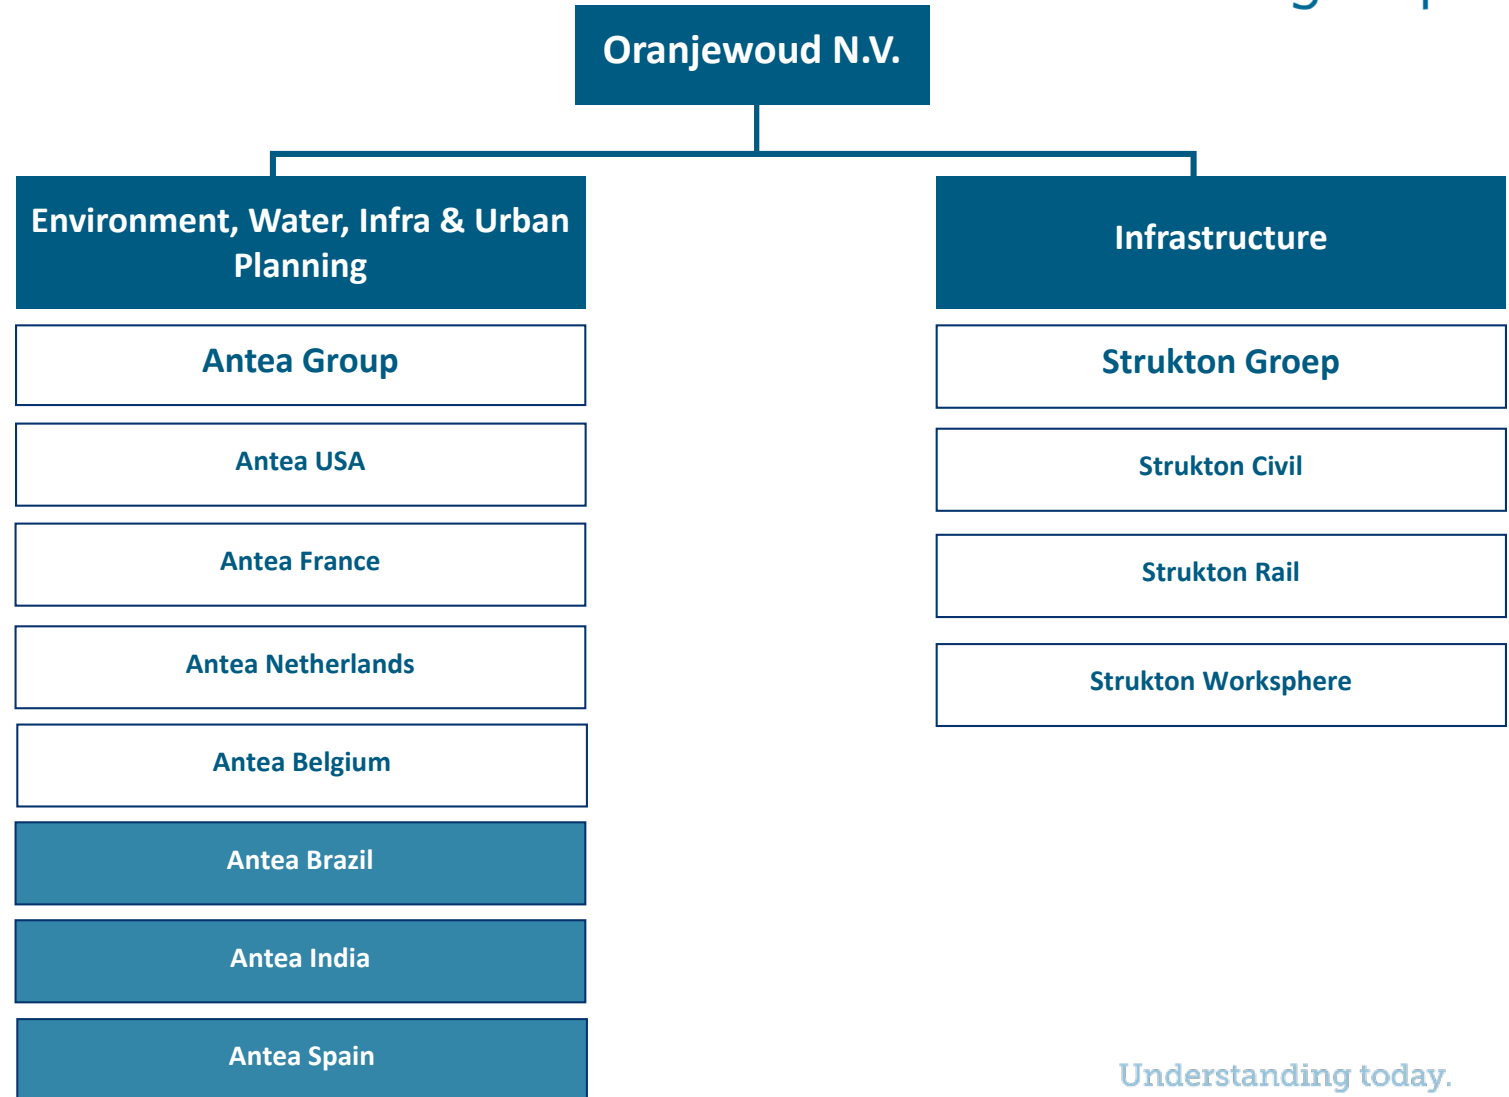 Oranjewoud N.V.
Environment, Water, Infra & Urban
Planning
Antea Group
Antea USA
Antea France
Antea Netherlands
Antea Belgium
Antea Brazil
Antea India
Antea Spain
Infrastructure
Strukton Groep
Strukton Civil
Strukton Rail
Strukton Worksphere
Understanding today.